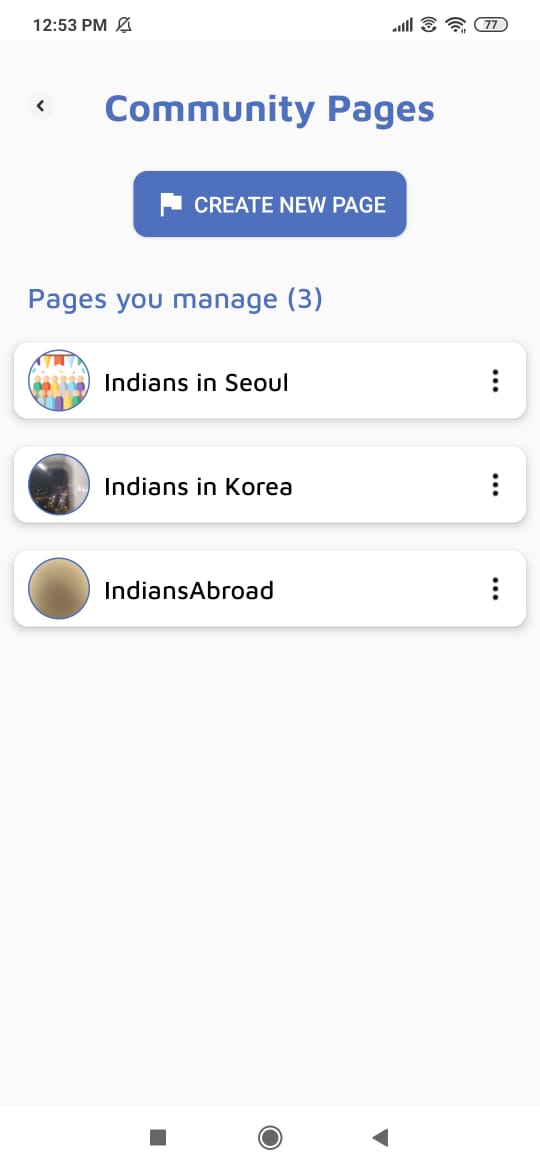 12:53 PM 77
Community Pages
CREATE NEW PAGE
Pages you manage (3)
Indians in Seoul
Indians in Korea
IndiansAbroad